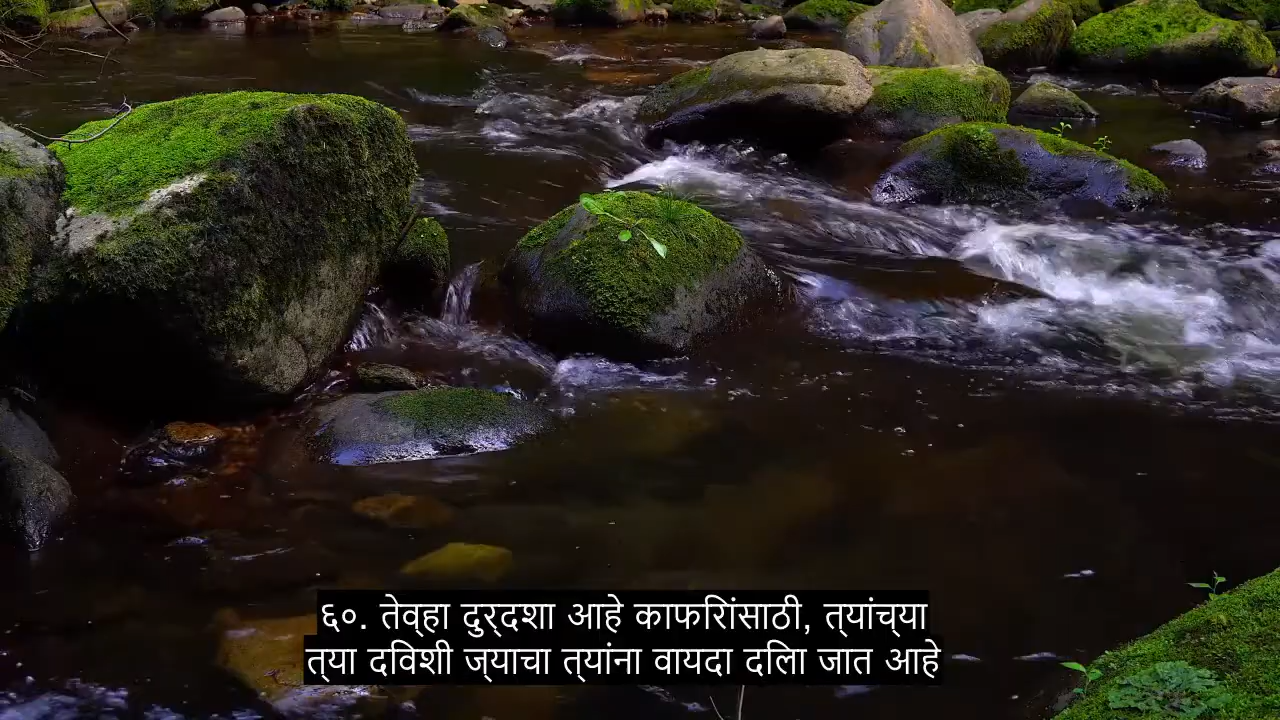 ६०. तेव्हा दुर्दशा आहे काफरिांसाठी, त्यांच्या
त्या दविशी ज्याचा त्यांना वायदा दलिा जात आहे